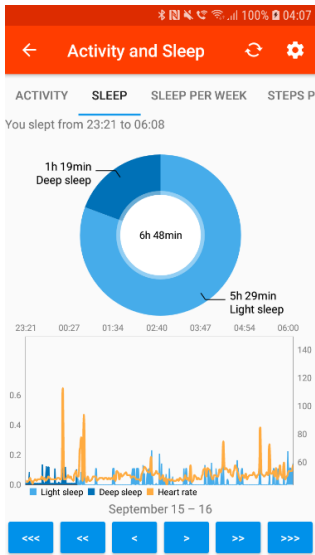 100% 04:07
Activity and Sleep
ACTIVITY SLEEP SLEEP PER WEEK STEPS P
You slept from 23:21 to 06:08
1h 19min
Deep sleep
6h 48min
5h 29min
Light sleep
23:21 00:27 01:34 02:40 03:47 04:54 06:00
140
120
0.6
100
0.4
80
0.2
60
0.0
Light sleep Deep sleep Heart rate
September 15 – 16
<<< << < > >> >>>